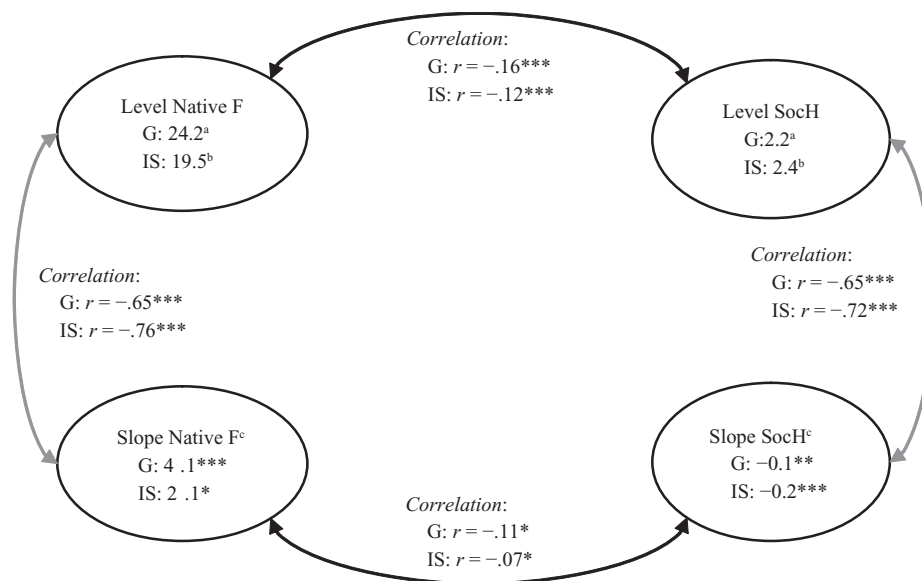 Correlation:
G: r = −.16***
IS: r = −.12***
Level Native F
G: 24.2ᵃ
IS: 19.5ᵇ
Level SocH
G:2.2ᵃ
IS: 2.4ᵇ
Correlation:
G: r = −.65***
IS: r = −.76***
Correlation:
G: r = −.65***
IS: r = −.72***
Slope Native Fᶜ
G: 4 .1***
IS: 2 .1*
Slope SocHᶜ
G: −0.1**
IS: −0.2***
Correlation:
G: r = −.11*
IS: r = −.07*